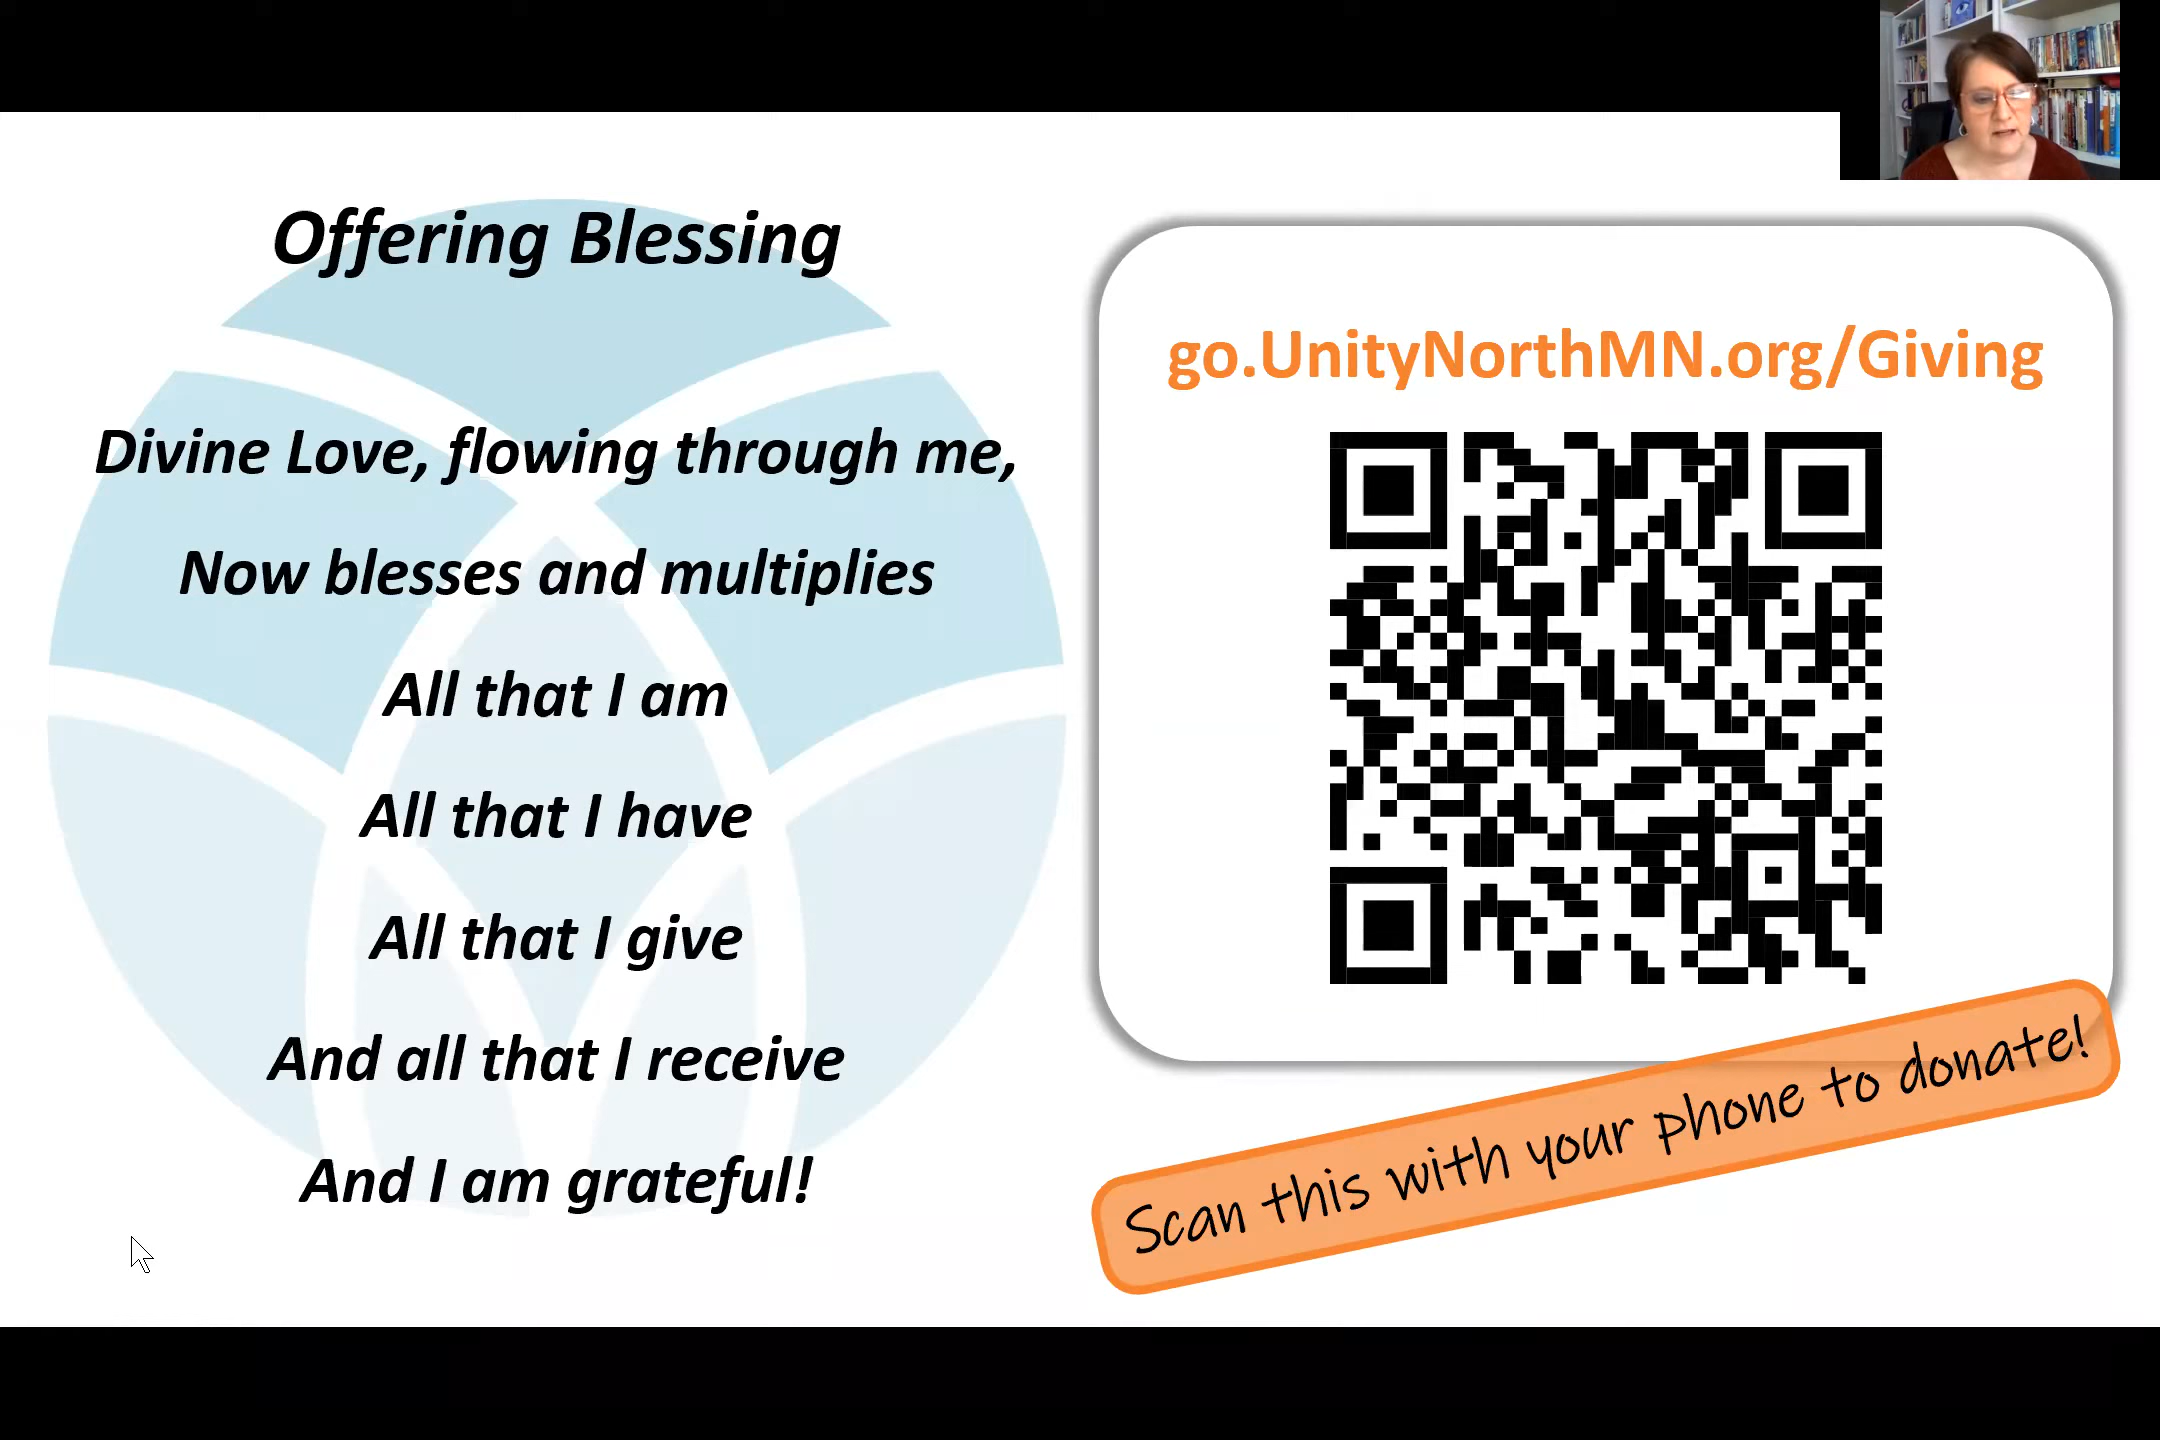 Offering Blessing
Divine Love, flowing through me,
Now blesses and multiplies
All that I am
All that I have
All that I give
And all that I receive
And I am grateful!
go.UnityNorthMN.org/Giving
Scan this with your phone to donate!